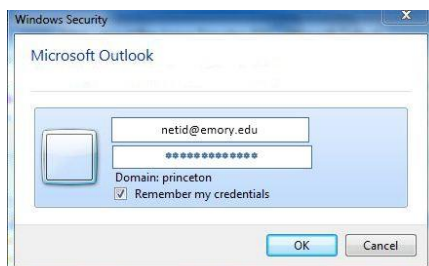 Windows Security
X
Microsoft Outlook
netid@emory.edu
*************
Domain: princeton
Remember my credentials
OK Cancel